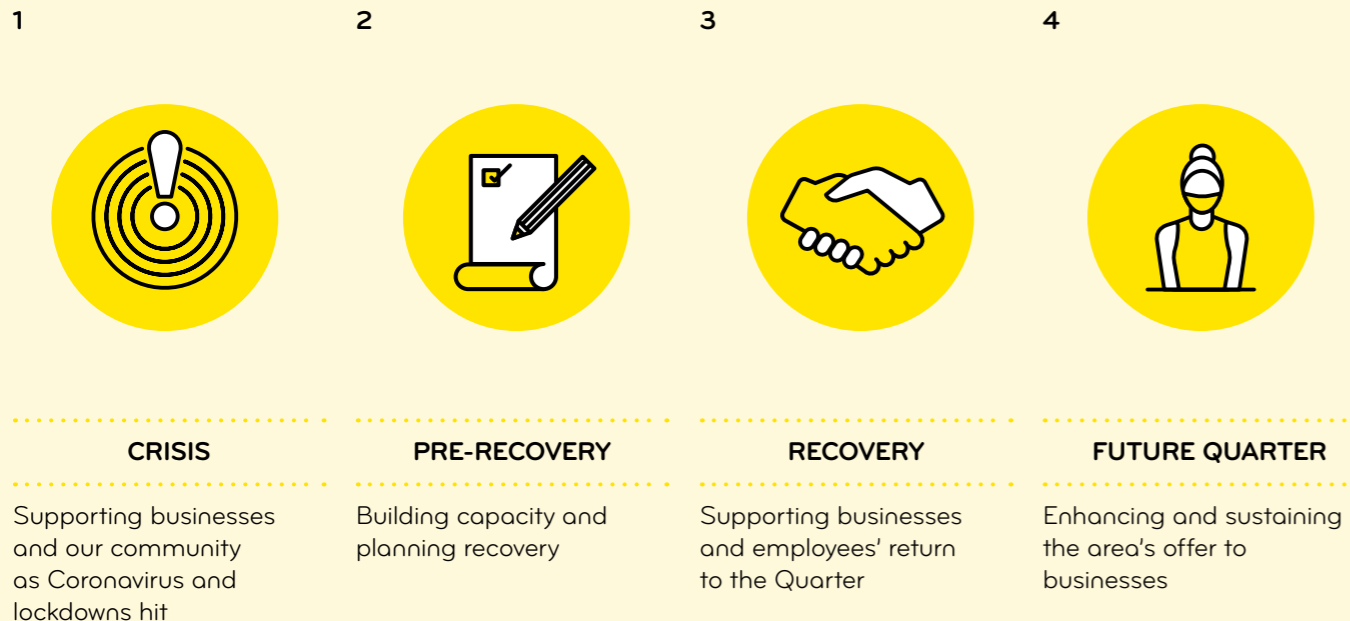 1
2
3
4
CRISIS
Supporting businesses
and our community
as Coronavirus and
lockdowns hit
PRE-RECOVERY
Building capacity and
planning recovery
RECOVERY
Supporting businesses
and employees' return
to the Quarter
FUTURE QUARTER
Enhancing and sustaining
the area's offer to
businesses